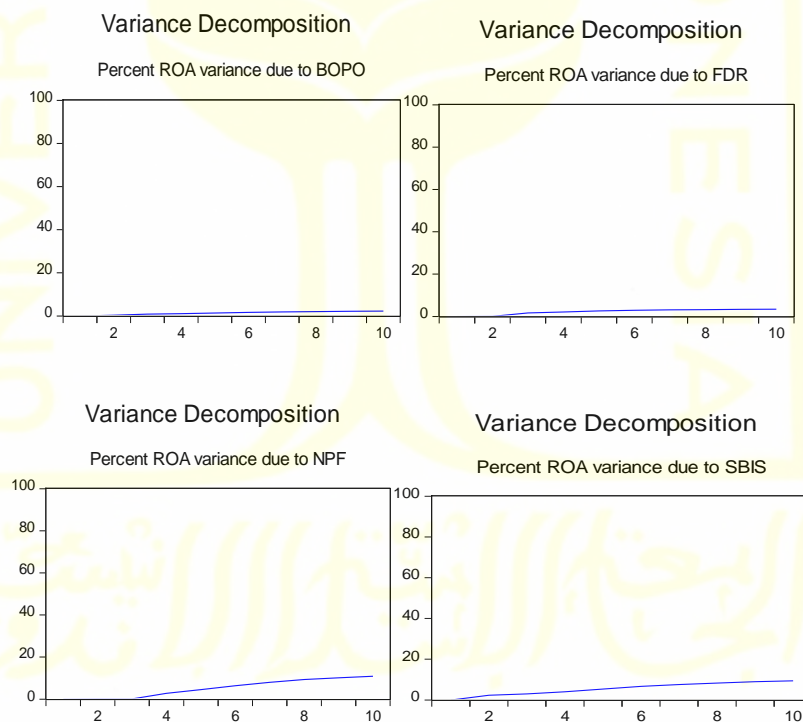 Variance Decomposition
Percent ROA variance due to BOPO
100
80
60
40
20
0
2 4 6 8 10
Variance Decomposition
Percent ROA variance due to FDR
100
80
60
40
20
0
2 4 6 8 10
Variance Decomposition
Percent ROA variance due to NPF
100
80
60
40
20
0
2 4 6 8 10
Variance Decomposition
Percent ROA variance due to SBIS
100
80
60
40
20
0
2 4 6 8 10